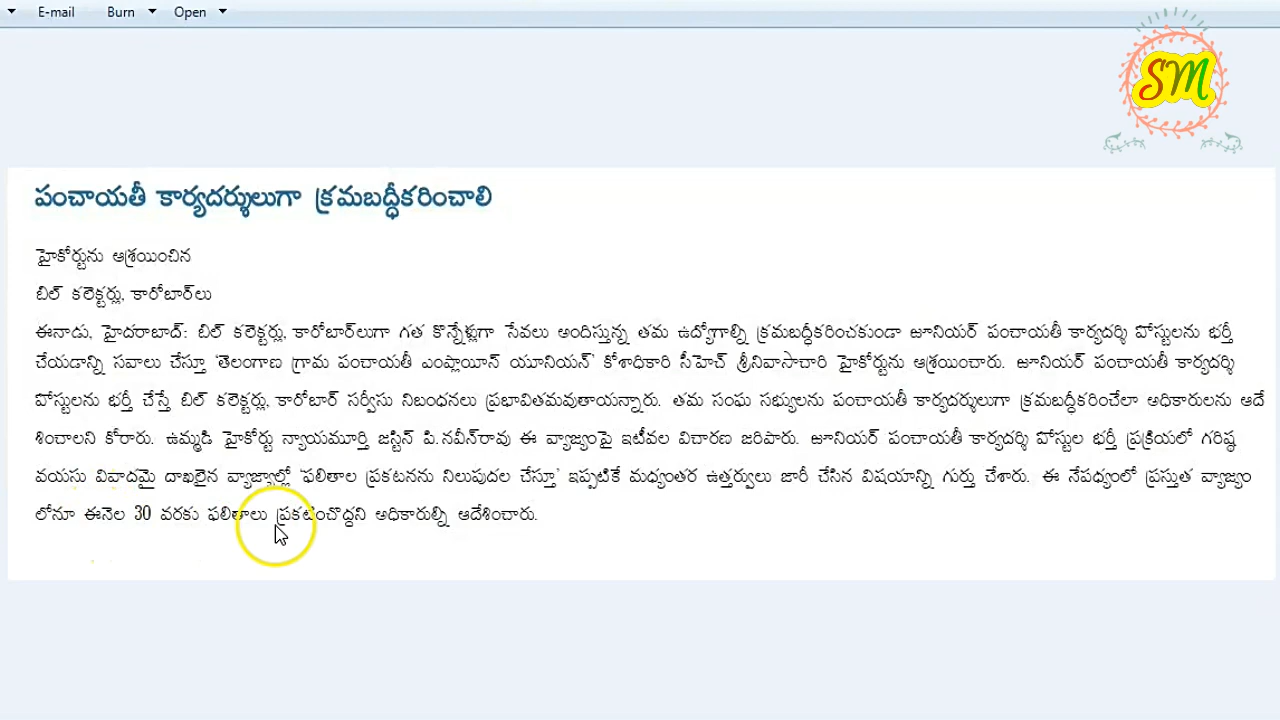 E-mail Burn Open
SM
పంచాయతీ కార్యదర్శులుగా క్రమబద్ధీకరించాలి
హైకోర్టును ఆశ్రయించిన
బిల్ కలెక్టర్లు, కారోబార్‌లు
ఈనాడు, హైదరాబాద్: బిల్ కలెక్టర్లు, కారోబార్‌లుగా గత కొన్నేళ్లుగా సేవలు అందిస్తున్న తమ ఉద్యోగాల్ని క్రమబద్ధీకరించకుండా జూనియర్ పంచాయతీ కార్యదర్శి పోస్టులను భర్తీ
చేయడాన్ని సవాలు చేస్తూ 'తెలంగాణ గ్రామ పంచాయతీ ఎంప్లాయీస్ యూనియన్' కోశాధికారి సీహెచ్ శ్రీనివాసాచారి హైకోర్టును ఆశ్రయించారు. జూనియర్ పంచాయతీ కార్యదర్శి
పోస్టులను భర్తీ చేస్తే బిల్ కలెక్టర్లు, కారోబార్ సర్వీసు నిబంధనలు ప్రభావితమవుతాయన్నారు. తమ సంఘ సభ్యులను పంచాయతీ కార్యదర్శులుగా క్రమబద్ధీకరించేలా అధికారులను ఆదే
శించాలని కోరారు. ఉమ్మడి హైకోర్టు న్యాయమూర్తి జస్టిస్ పి.నవీన్‌రావు ఈ వ్యాజ్యంపై ఇటీవల విచారణ జరిపారు. జూనియర్ పంచాయతీ కార్యదర్శి పోస్టుల భర్తీ ప్రక్రియలో గరిష్ఠ
వయసు వివాదమై దాఖలైన వ్యాజ్యాల్లో 'ఫలితాల ప్రకటనను నిలుపుదల చేస్తూ' ఇప్పటికే మధ్యంతర ఉత్తర్వులు జారీ చేసిన విషయాన్ని గుర్తు చేశారు. ఈ నేపధ్యంలో ప్రస్తుత వ్యాజ్యం
లోనూ ఈనెల 30 వరకు ఫలితాలు ప్రకటించొద్దని అధికారుల్ని ఆదేశించారు.